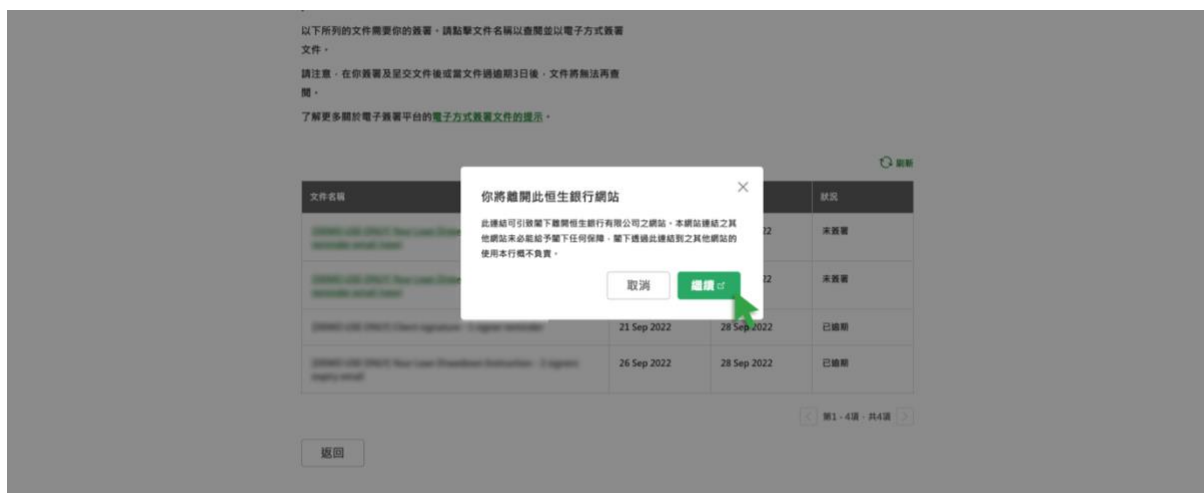 以下所列的文件需要你的簽署。請點擊文件名稱以查閱並以電子方式簽署
文件。
請注意,在你簽署及呈交文件後或當文件過逾期3日後,文件將無法再查
閱。
了解更多關於電子簽署平台的電子方式簽署文件的提示。
刷新
文件名稱
狀況
你將離開此恒生銀行網站
此連結可引致閣下離開恒生銀行有限公司之網站。本網站連結之其
他網站未必能給予閣下任何保障,閣下透過此連結到之其他網站的
使用本行概不負責。
取消 繼續
22 未簽署
22 未簽署
21 Sep 2022 28 Sep 2022 已逾期
26 Sep 2022 28 Sep 2022 已逾期
第1 - 4項,共4項
返回